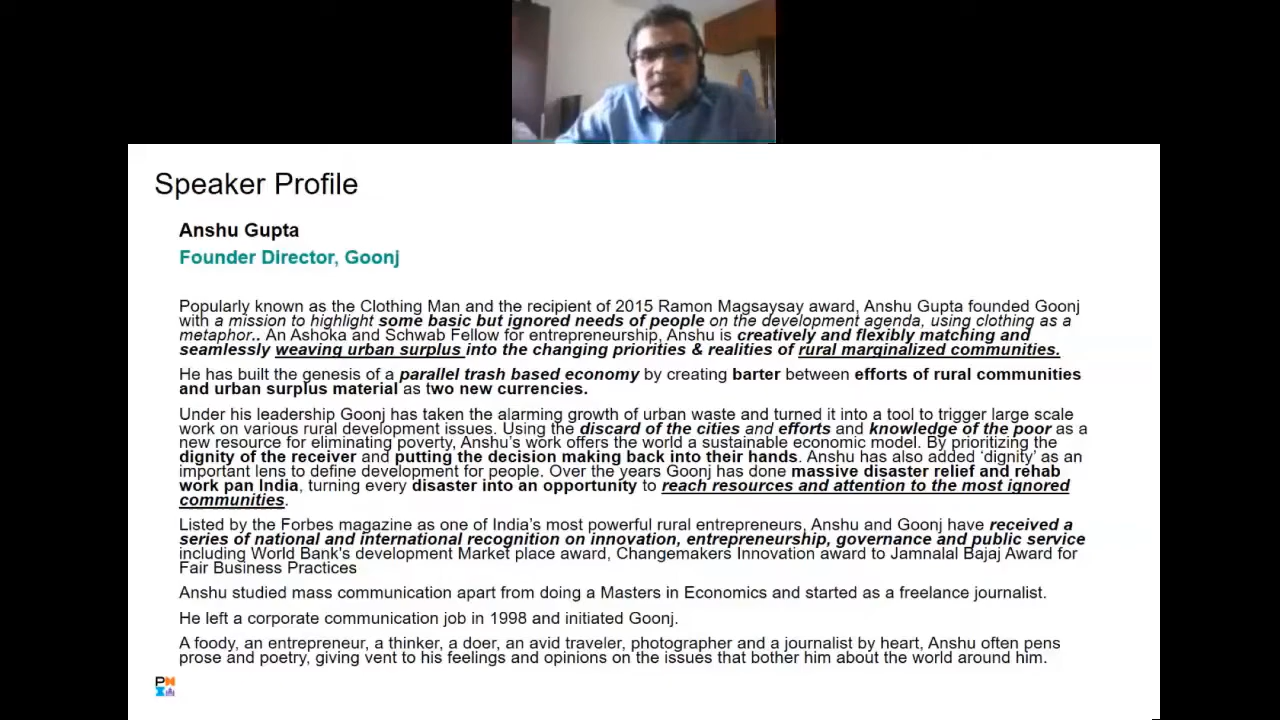 Speaker Profile
Anshu Gupta
Founder Director, Goonj
Popularly known as the Clothing Man and the recipient of 2015 Ramon Magsaysay award, Anshu Gupta founded Goonj
with a mission to highlight some basic but ignored needs of people on the development agenda, using clothing as a
metaphor.. An Ashoka and Schwab Fellow for entrepreneurship, Anshu is creatively and flexibly matching and
seamlessly weaving urban surplus into the changing priorities & realities of rural marginalized communities.
He has built the genesis of a parallel trash based economy by creating barter between efforts of rural communities
and urban surplus material as two new currencies.
Under his leadership Goonj has taken the alarming growth of urban waste and turned it into a tool to trigger large scale
work on various rural development issues. Using the discard of the cities and efforts and knowledge of the poor as a
new resource for eliminating poverty, Anshu's work offers the world a sustainable economic model. By prioritizing the
dignity of the receiver and putting the decision making back into their hands. Anshu has also added 'dignity' as an
important lens to define development for people. Over the years Goonj has done massive disaster relief and rehab
work pan India, turning every disaster into an opportunity to reach resources and attention to the most ignored
communities.
Listed by the Forbes magazine as one of India's most powerful rural entrepreneurs, Anshu and Goonj have received a
series of national and international recognition on innovation, entrepreneurship, governance and public service
including World Bank's development Market place award, Changemakers Innovation award to Jamnalal Bajaj Award for
Fair Business Practices
Anshu studied mass communication apart from doing a Masters in Economics and started as a freelance journalist.
He left a corporate communication job in 1998 and initiated Goonj.
A foody, an entrepreneur, a thinker, a doer, an avid traveler, photographer and a journalist by heart, Anshu often pens
prose and poetry, giving vent to his feelings and opinions on the issues that bother him about the world around him.